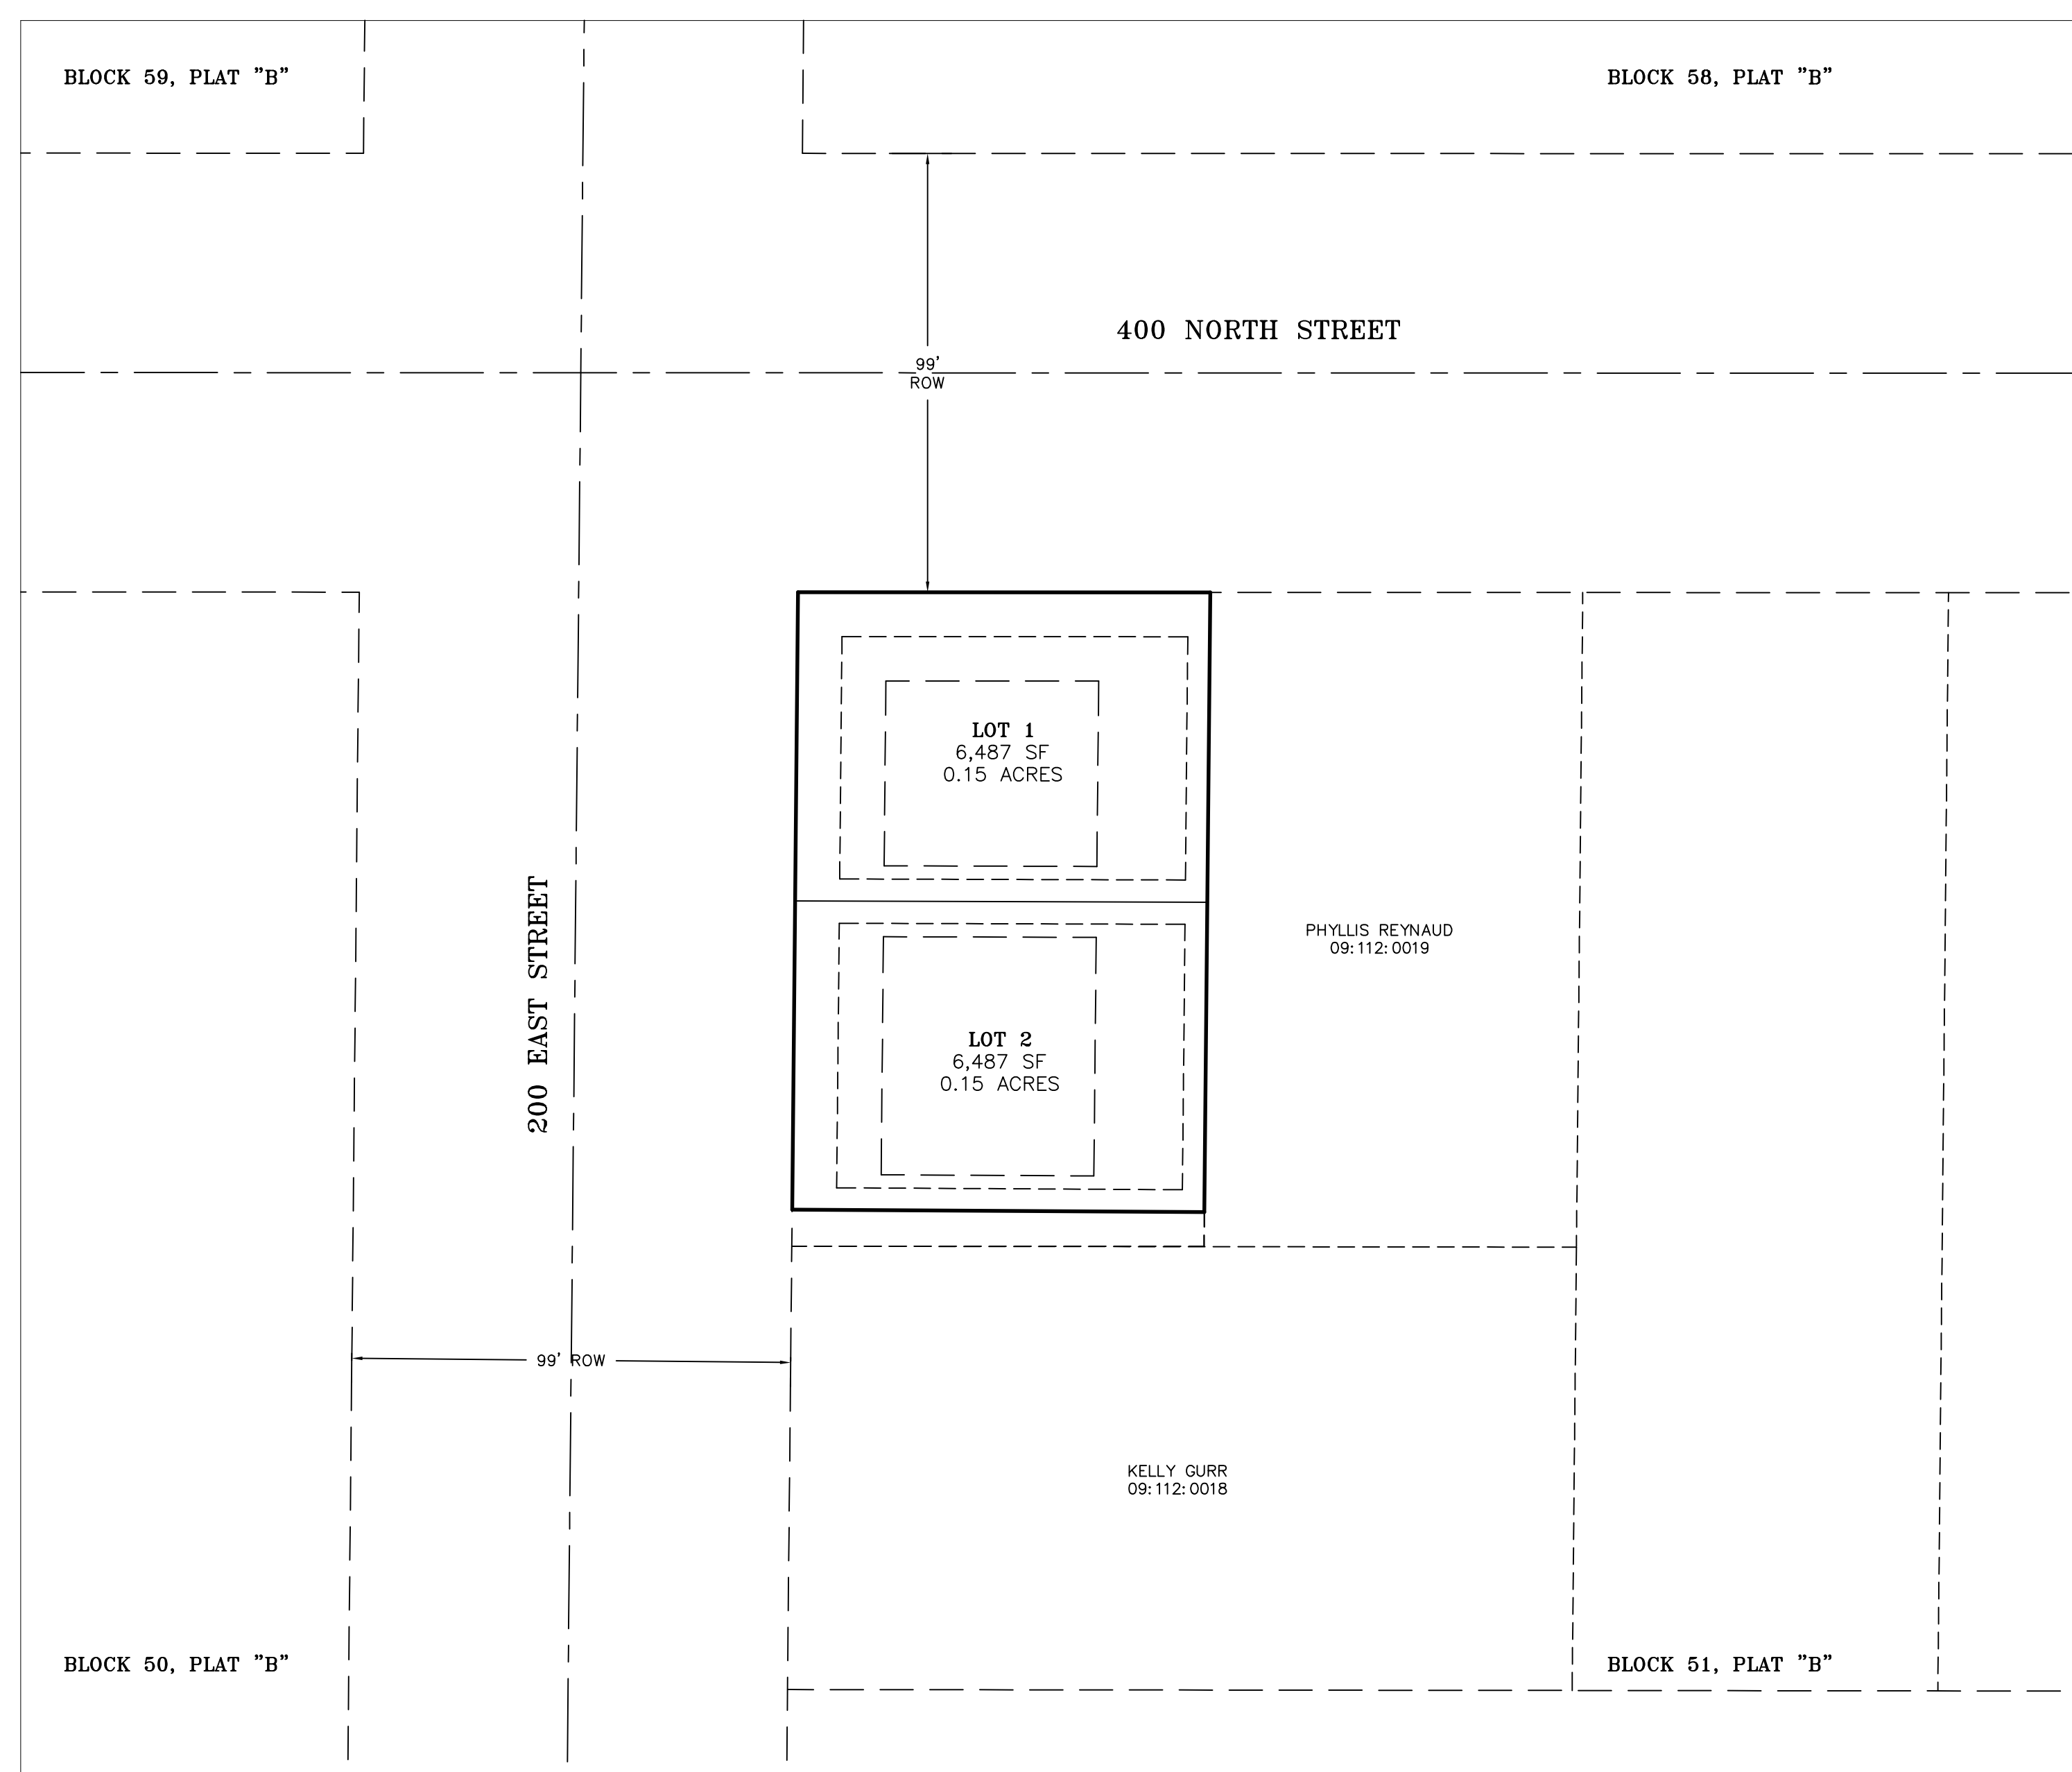 BLOCK 59, PLAT "B"
BLOCK 58, PLAT "B"
400 NORTH STREET
99'
ROW
LOT 1
6,487 SF
0.15 ACRES
200 EAST STREET
PHYLLIS REYNAUD
09:112:0019
LOT 2
6,487 SF
0.15 ACRES
99' ROW
KELLY GURR
09:112:0018
BLOCK 50, PLAT "B"
BLOCK 51, PLAT "B"